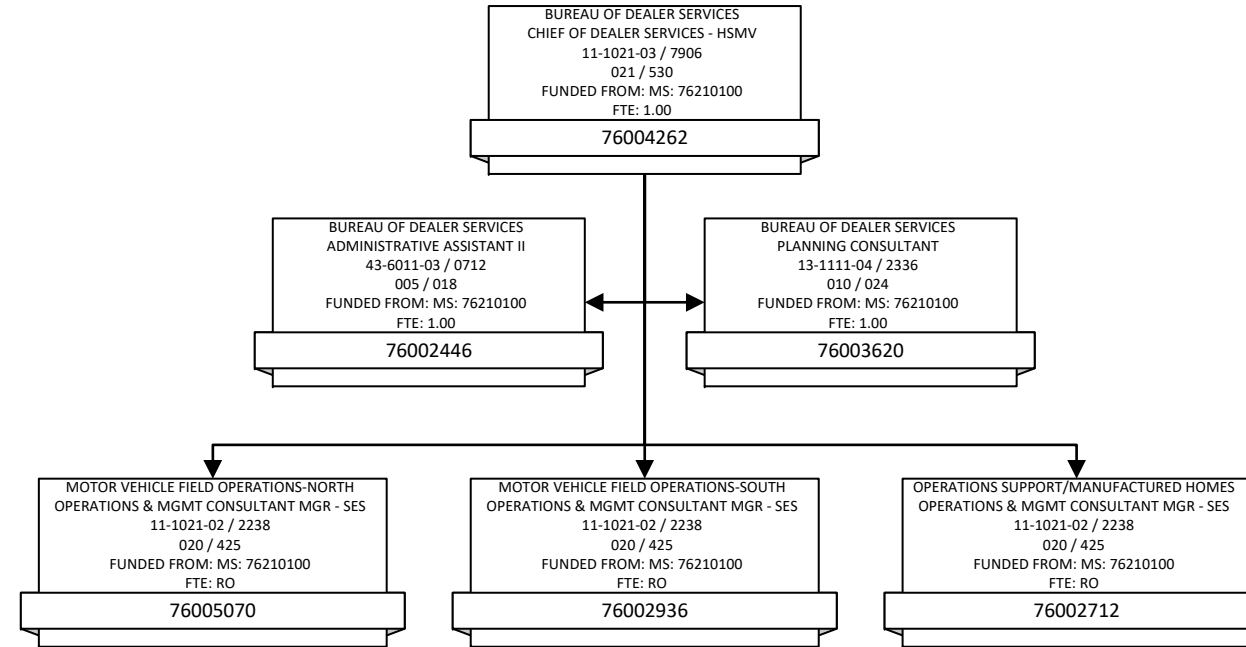 BUREAU OF DEALER SERVICES
CHIEF OF DEALER SERVICES - HSMV
11-1021-03 / 7906
021 / 530
FUNDED FROM: MS: 76210100
FTE: 1.00
76004262
BUREAU OF DEALER SERVICES
ADMINISTRATIVE ASSISTANT II
43-6011-03 / 0712
005 / 018
FUNDED FROM: MS: 76210100
FTE: 1.00
76002446
BUREAU OF DEALER SERVICES
PLANNING CONSULTANT
13-1111-04 / 2336
010 / 024
FUNDED FROM: MS: 76210100
FTE: 1.00
76003620
MOTOR VEHICLE FIELD OPERATIONS-NORTH
OPERATIONS & MGMT CONSULTANT MGR - SES
11-1021-02 / 2238
020 / 425
FUNDED FROM: MS: 76210100
FTE: RO
76005070
MOTOR VEHICLE FIELD OPERATIONS-SOUTH
OPERATIONS & MGMT CONSULTANT MGR - SES
11-1021-02 / 2238
020 / 425
FUNDED FROM: MS: 76210100
FTE: RO
76002936
OPERATIONS SUPPORT/MANUFACTURED HOMES
OPERATIONS & MGMT CONSULTANT MGR - SES
11-1021-02 / 2238
020 / 425
FUNDED FROM: MS: 76210100
FTE: RO
76002712